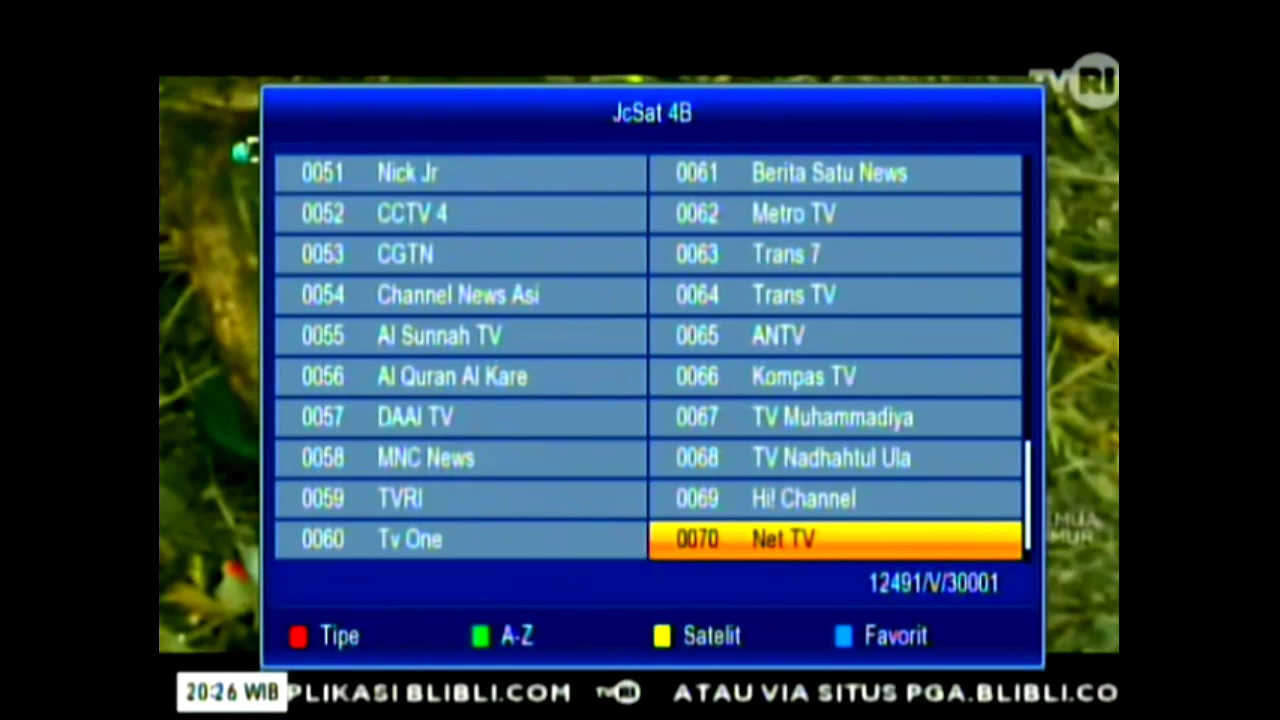 TVRI
JcSat 4B
0051 Nick Jr
0052 CCTV 4
0053 CGTN
0054 Channel News Asi
0055 Al Sunnah TV
0056 Al Quran Al Kare
0057 DAAI TV
0058 MNC News
0059 TVRI
0060 Tv One
0061 Berita Satu News
0062 Metro TV
0063 Trans 7
0064 Trans TV
0065 ANTV
0066 Kompas TV
0067 TV Muhammadiya
0068 TV Nadhahtul Ula
0069 Hi! Channel
0070 Net TV
12491/V/30001
Tipe A-Z Satelit Favorit
20:26 WIB PLIKASI BLIBLI.COM TVRI ATAU VIA SITUS PGA.BLIBLI.CO